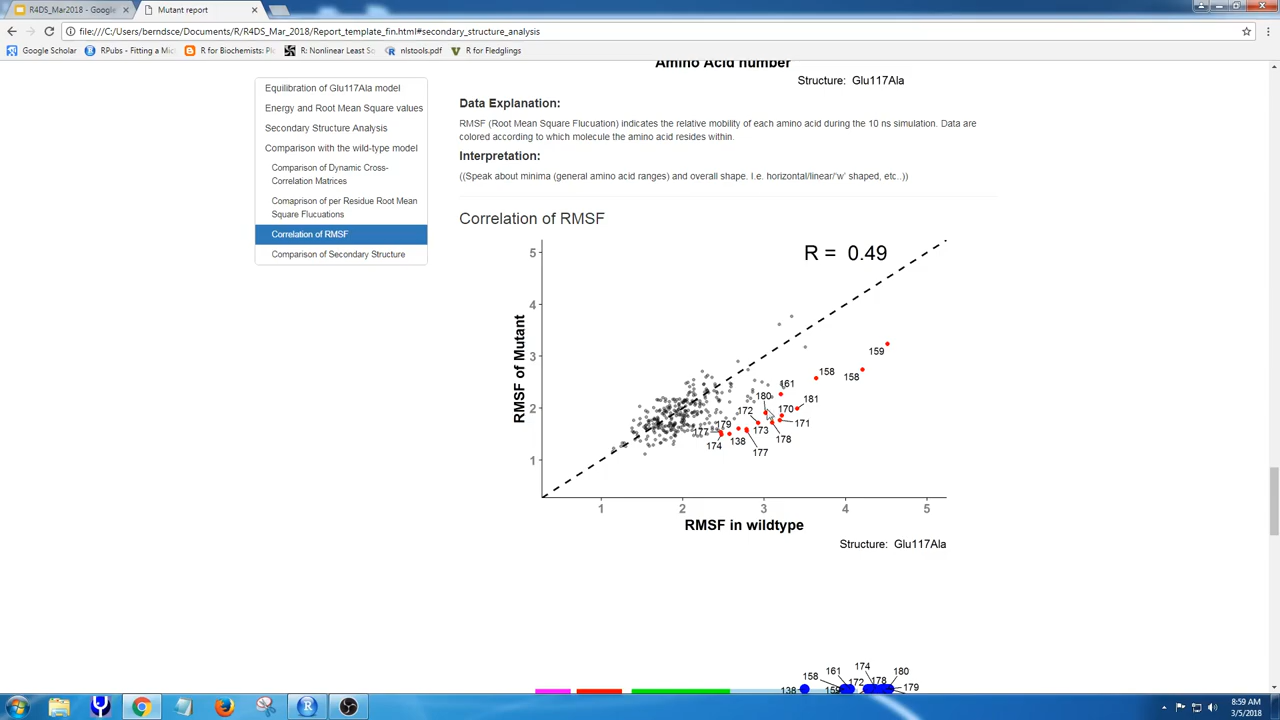 R4DS_Mar2018 - Google
Mutant report
file:///C:/Users/berndsce/Documents/R/R4DS_Mar_2018/Report_template_fin.html#secondary_structure_analysis
Google Scholar
RPubs - Fitting a Mic
R for Biochemists: Pl
R: Nonlinear Least Sq
nlstools.pdf
R for Fledglings
Equilibration of Glu117Ala model
Energy and Root Mean Square values
Secondary Structure Analysis
Comparison with the wild-type model
Comparison of Dynamic Cross-
Correlation Matrices
Comaprison of per Residue Root Mean
Square Flucuations
Correlation of RMSF
Comparison of Secondary Structure
Amino Acid number
Structure: Glu117Ala
Data Explanation:
RMSF (Root Mean Square Flucuation) indicates the relative mobility of each amino acid during the 10 ns simulation. Data are
colored according to which molecule the amino acid resides within.
Interpretation:
((Speak about minima (general amino acid ranges) and overall shape. I.e. horizontal/linear/'w' shaped, etc..))
Correlation of RMSF
R = 0.49
5
4
3
2
1
RMSF of Mutant
159
158
158
161
180
181
170
172
171
179
173
177
178
138
174
177
1 2 3 4 5
RMSF in wildtype
Structure: Glu117Ala
174
161
180
158
172
178
179
138
159
8:59 AM
3/5/2018